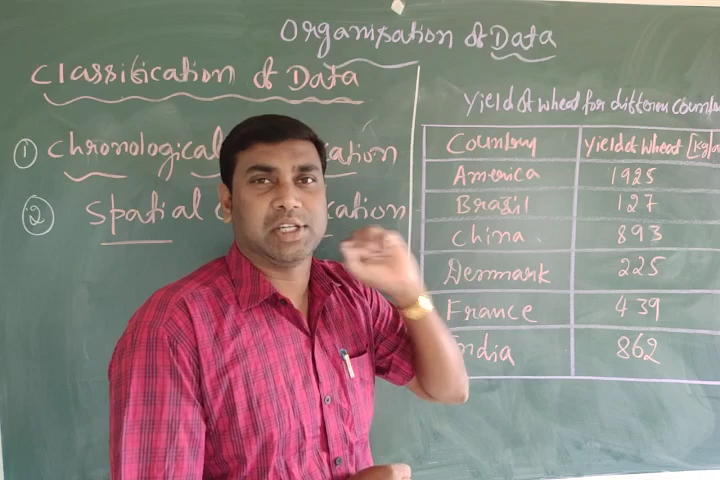 Organisation of Data
Classification of Data
① Chronological
② Spatial
Yield of wheat for different
Country Yield of wheat
America 1925
Brazil 127
China 893
Denmark 225
France 439
India 862